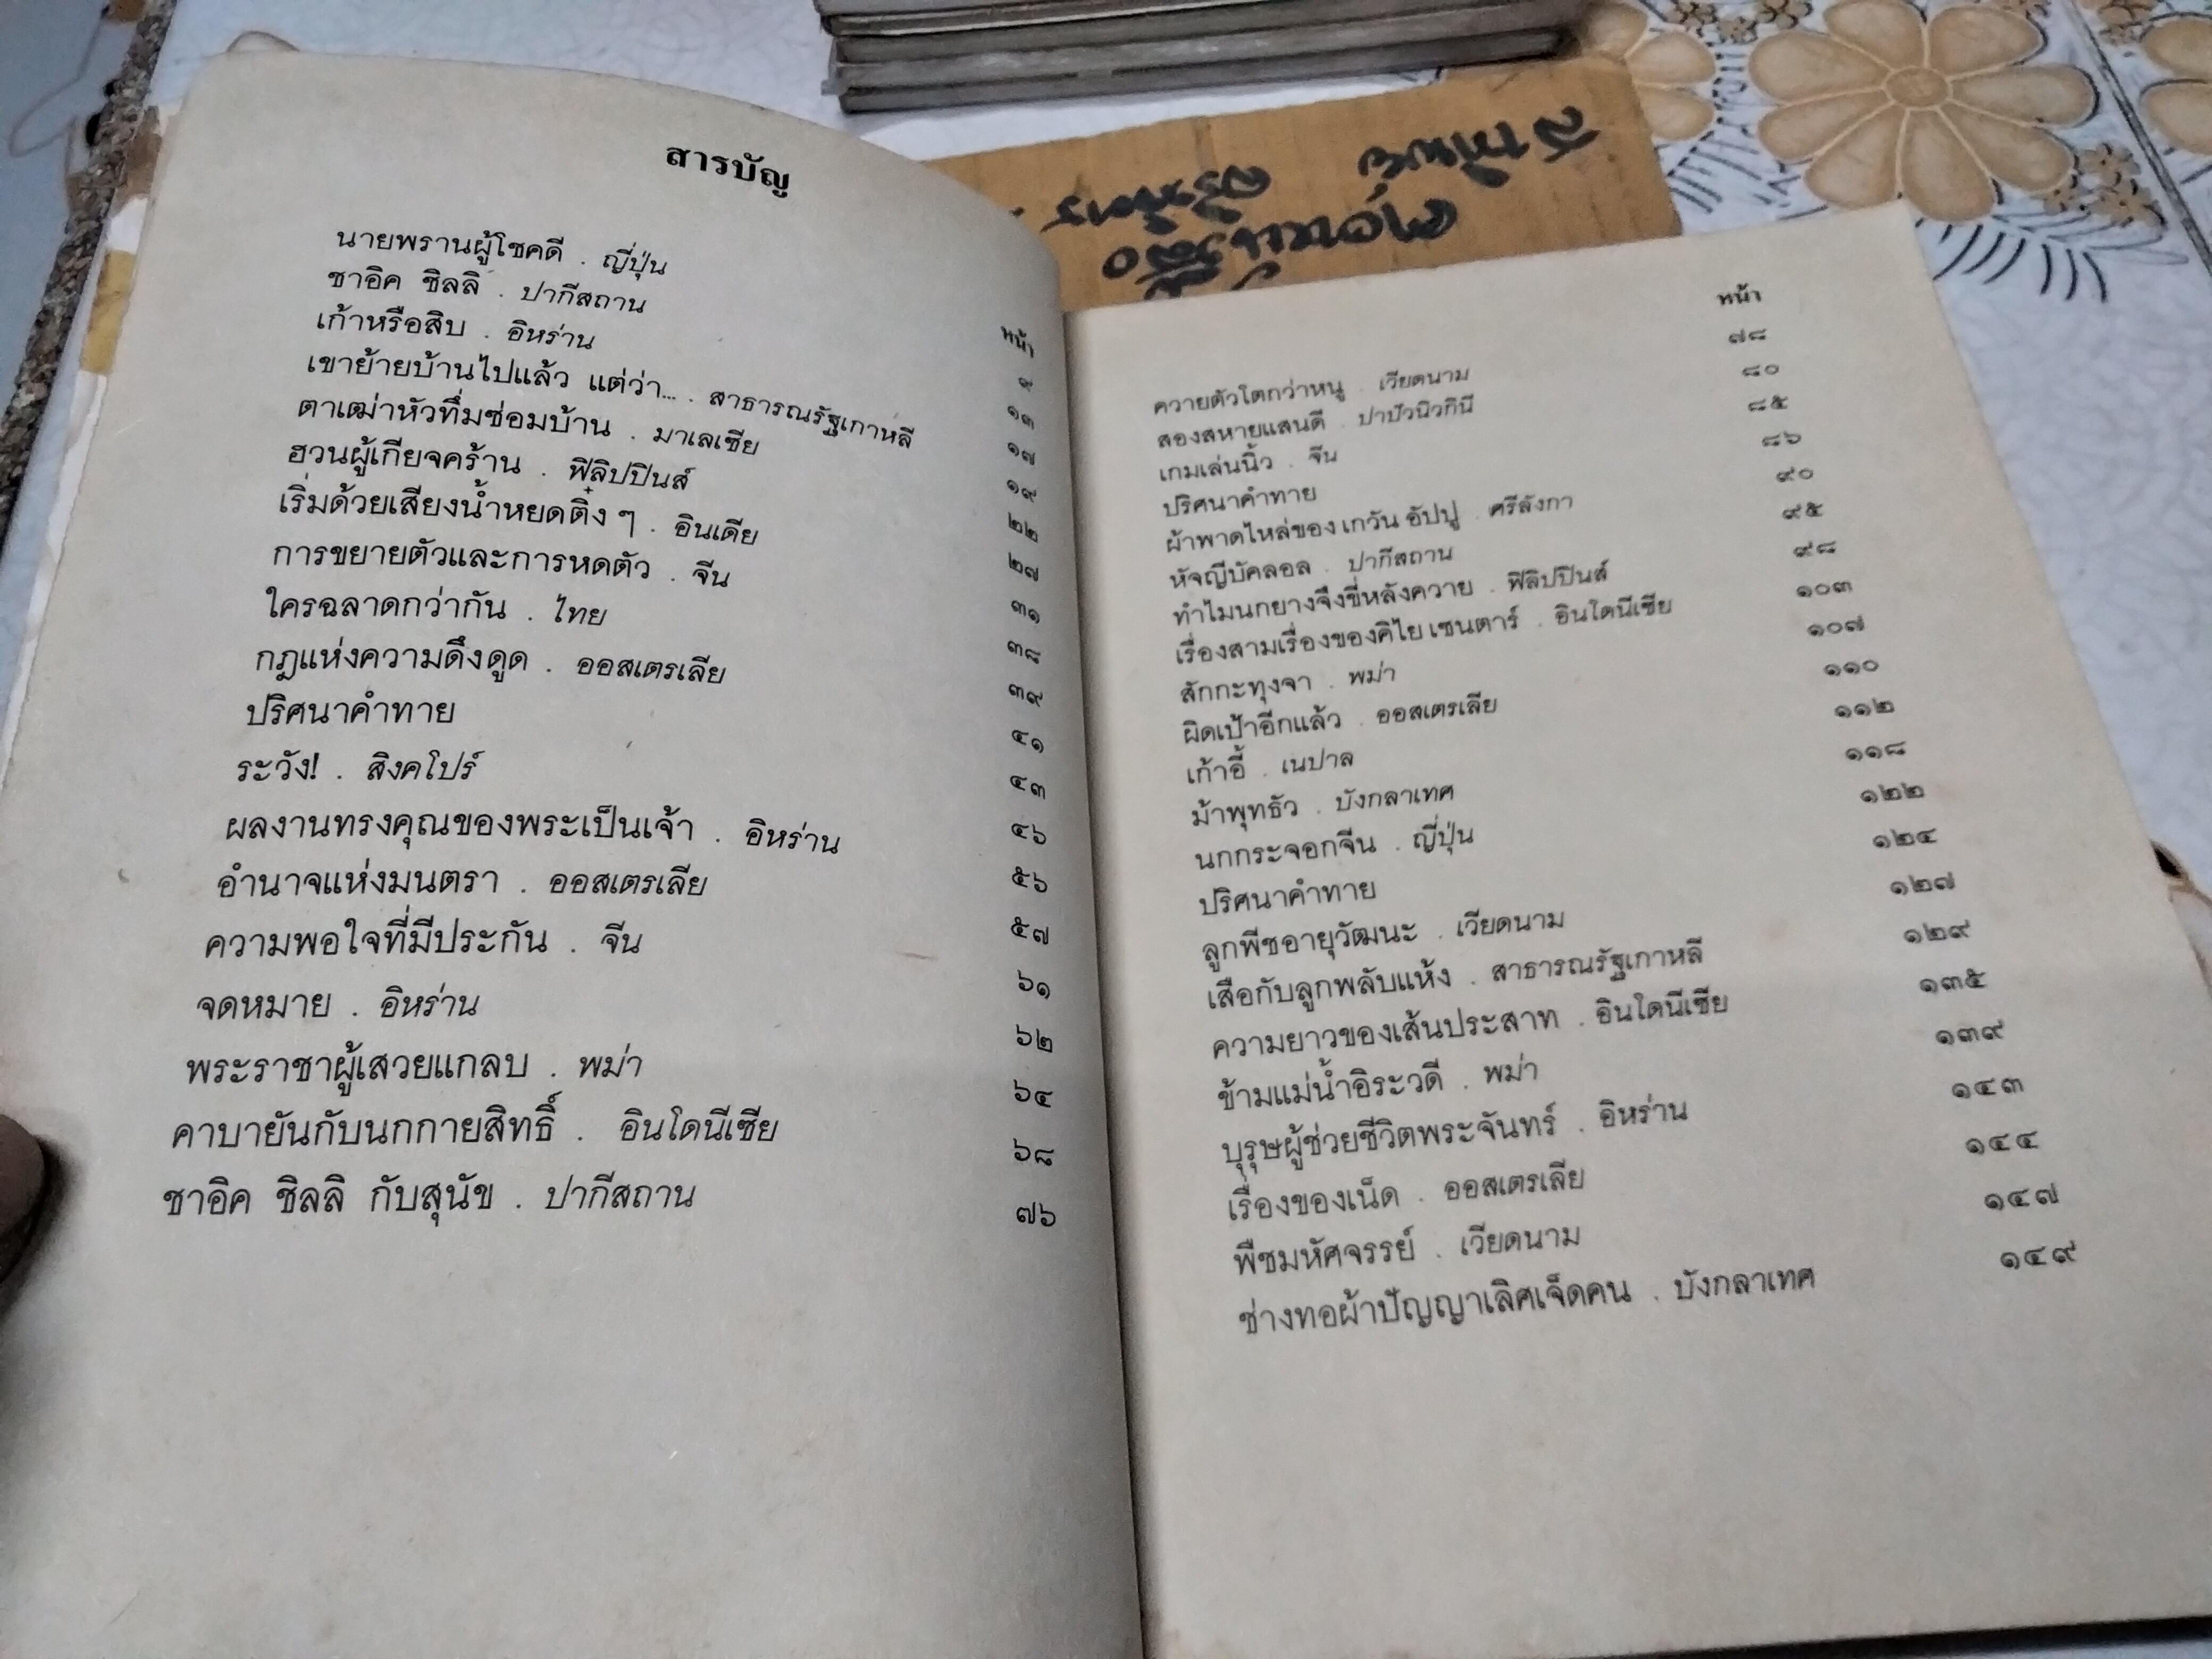 สารบัญ
หน้า
นายพรานผู้โชคดี . ญี่ปุ่น ๙
ชาอิค ชิลลิ . ปากีสถาน ๑๓
เก้าหรือสิบ . อิหร่าน ๑๗
เขาย้ายบ้านไปแล้ว แต่ว่า... . สาธารณรัฐเกาหลี ๑๙
ตาเฒ่าหัวทึ่มซ่อมบ้าน . มาเลเซีย ๒๒
ฮวนผู้เกียจคร้าน . ฟิลิปปินส์ ๒๗
เริ่มด้วยเสียงน้ำหยดติ๋ง ๆ . อินเดีย ๓๑
การขยายตัวและการหดตัว . จีน ๓๘
ใครฉลาดกว่ากัน . ไทย ๓๙
กฎแห่งความดึงดูด . ออสเตรเลีย ๔๑
ปริศนาคำทาย ๔๓
ระวัง! . สิงคโปร์ ๔๖
ผลงานทรงคุณของพระเป็นเจ้า . อิหร่าน ๕๖
อำนาจแห่งมนตรา . ออสเตรเลีย ๕๗
ความพอใจที่มีประกัน . จีน ๖๑
จดหมาย . อิหร่าน ๖๒
พระราชาผู้เสวยแกลบ . พม่า ๖๔
คาบายันกับนกกายสิทธิ์ . อินโดนีเซีย ๖๘
ชาอิค ชิลลิ กับสุนัข . ปากีสถาน ๗๖
หน้า
ควายตัวโตกว่าหนู . เวียดนาม ๗๘
สองสหายแสนดี . ปาปัวนิวกินี ๘๐
เกมเล่นนิ้ว . จีน ๘๕
ปริศนาคำทาย ๘๖
ผ้าพาดไหล่ของ เกวัน อัปปู . ศรีลังกา ๙๐
หัจญีบัคลอล . ปากีสถาน ๙๕
ทำไมนกยางจึงขี่หลังควาย . ฟิลิปปินส์ ๙๘
เรื่องสามเรื่องของคิไย เซนตาร์ . อินโดนีเซีย ๑๐๓
สักกะทุงจา . พม่า ๑๐๗
ผิดเป้าอีกแล้ว . ออสเตรเลีย ๑๑๐
เก้าอี้ . เนปาล ๑๑๒
ม้าพุทธัว . บังกลาเทศ ๑๑๘
นกกระจอกจีน . ญี่ปุ่น ๑๒๒
ปริศนาคำทาย ๑๒๔
ลูกพีชอายุวัฒนะ . เวียดนาม ๑๒๗
เสือกับลูกพลับแห้ง . สาธารณรัฐเกาหลี ๑๒๙
ความยาวของเส้นประสาท . อินโดนีเซีย ๑๓๕
ข้ามแม่น้ำอิระวดี . พม่า ๑๓๙
บุรุษผู้ช่วยชีวิตพระจันทร์ . อิหร่าน ๑๔๓
เรื่องของเน็ด . ออสเตรเลีย ๑๔๔
พืชมหัศจรรย์ . เวียดนาม ๑๔๗
ช่างทอผ้าปัญญาเลิศเจ็ดคน . บังกลาเทศ ๑๔๙